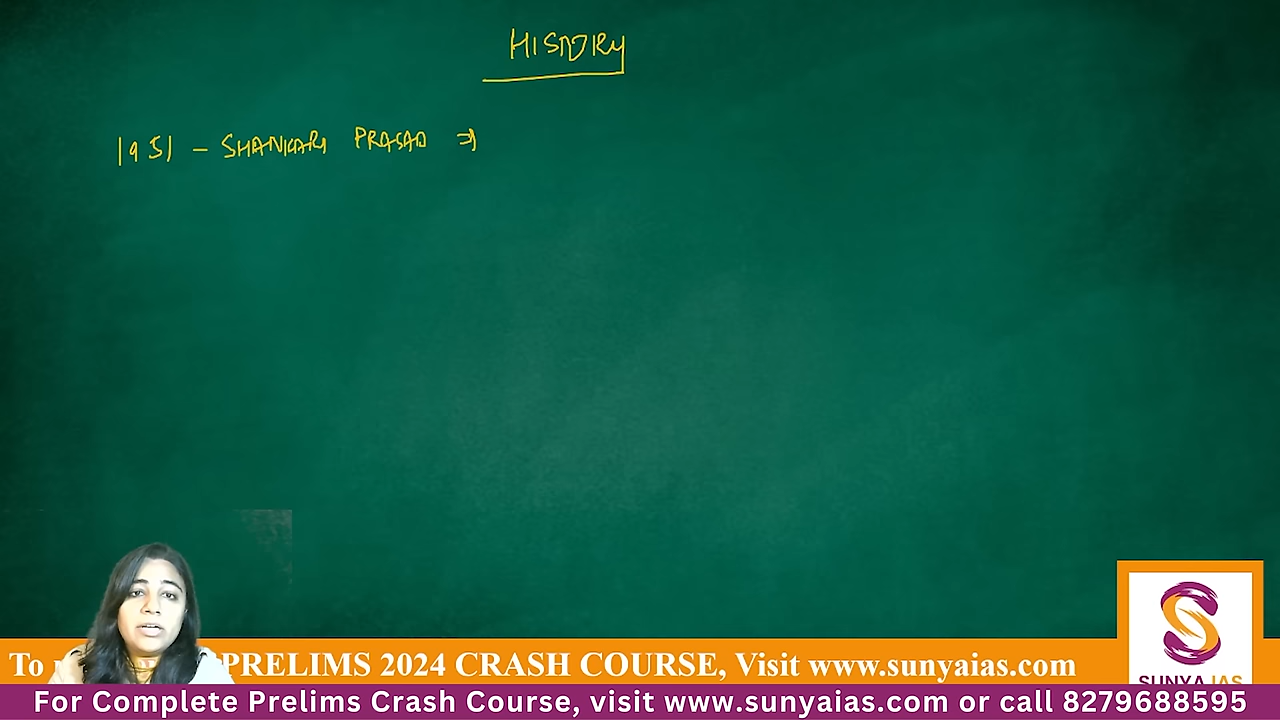 HISTORY
1951 - SHANKARI PRASAD ⇒
To PRELIMS 2024 CRASH COURSE, Visit www.sunyaias.com
SUNYA IAS
For Complete Prelims Crash Course, visit www.sunyaias.com or call 8279688595